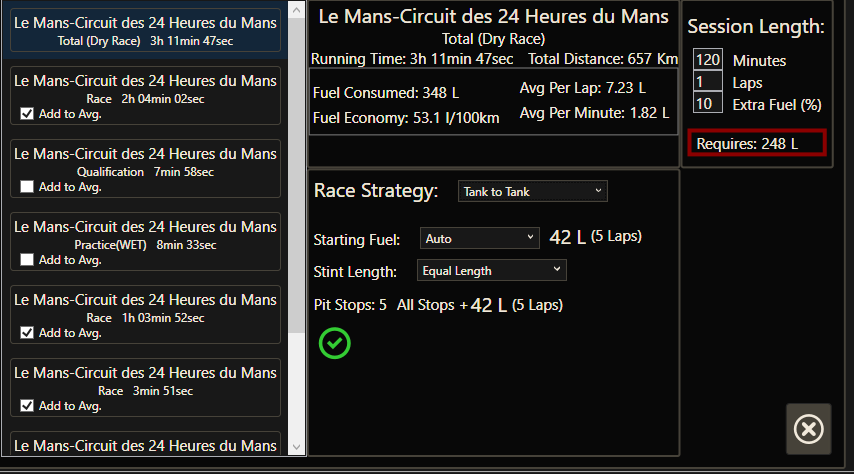 Le Mans-Circuit des 24 Heures du Mans
Total (Dry Race) 3h 11min 47sec
Le Mans-Circuit des 24 Heures du Mans
Race 2h 04min 02sec
Add to Avg.
Le Mans-Circuit des 24 Heures du Mans
Qualification 7min 58sec
Add to Avg.
Le Mans-Circuit des 24 Heures du Mans
Practice(WET) 8min 33sec
Add to Avg.
Le Mans-Circuit des 24 Heures du Mans
Race 1h 03min 52sec
Add to Avg.
Le Mans-Circuit des 24 Heures du Mans
Race 3min 51sec
Add to Avg.
Le Mans-Circuit des 24 Heures du Mans
Le Mans-Circuit des 24 Heures du Mans
Total (Dry Race)
Running Time: 3h 11min 47sec Total Distance: 657 Km
Fuel Consumed: 348 L Avg Per Lap: 7.23 L
Fuel Economy: 53.1 l/100km Avg Per Minute: 1.82 L
Race Strategy: Tank to Tank
Starting Fuel: Auto 42 L (5 Laps)
Stint Length: Equal Length
Pit Stops: 5 All Stops +42 L (5 Laps)
Session Length:
120 Minutes
1 Laps
10 Extra Fuel (%)
Requires: 248 L